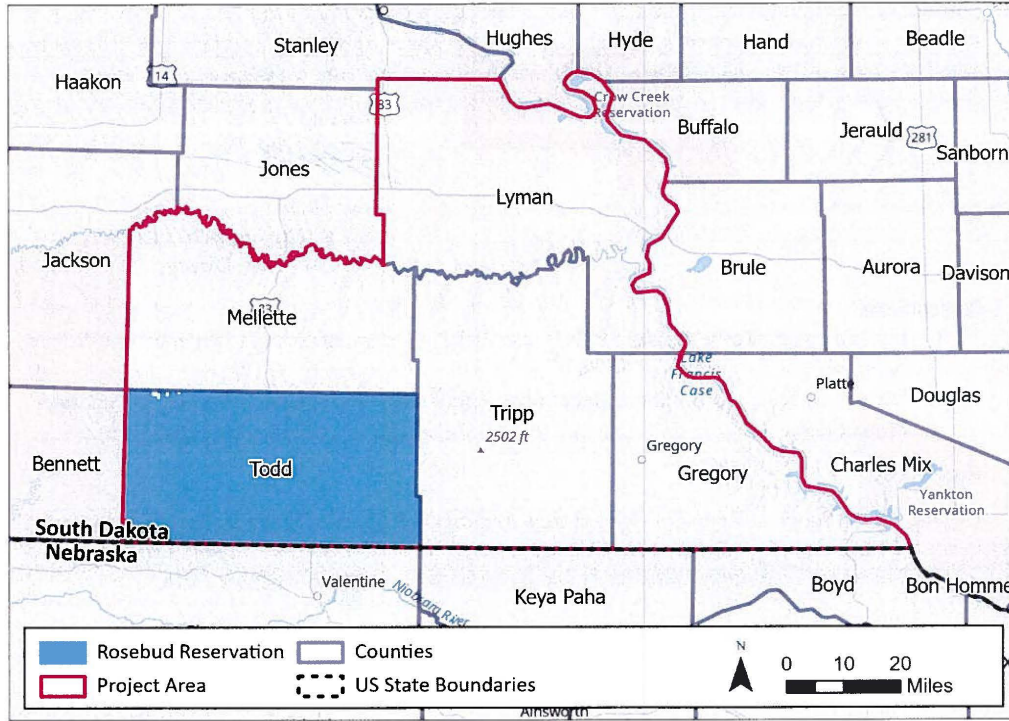 Stanley
Hughes
Hyde
Hand
Beadle
Haakon
14
83
Crow Creek
Reservation
Buffalo
Jerauld
281
Sanborn
Jones
Lyman
Jackson
Brule
Aurora
Davison
Mellette
Lake
Francis
Case
Platte
Douglas
Tripp
2502 ft
Bennett
Todd
Gregory
Gregory
Charles Mix
Yankton
Reservation
South Dakota
Nebraska
Valentine
Niobrara River
Keya Paha
Boyd
Bon Homme
Rosebud Reservation
Counties
Project Area
US State Boundaries
N
0 10 20
Miles
Ainsworth